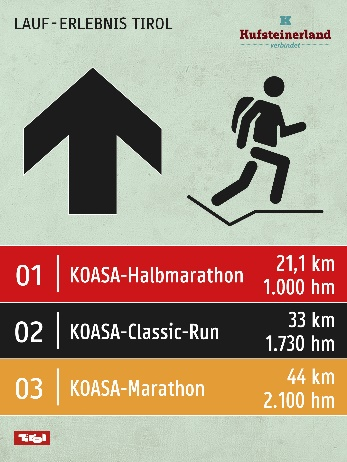 LAUF-ERLEBNIS TIROL
K
Kufsteinerland
verbindet
01 KOASA-Halbmarathon 21,1 km
1.000 hm
02 KOASA-Classic-Run 33 km
1.730 hm
03 KOASA-Marathon 44 km
2.100 hm
Tirol